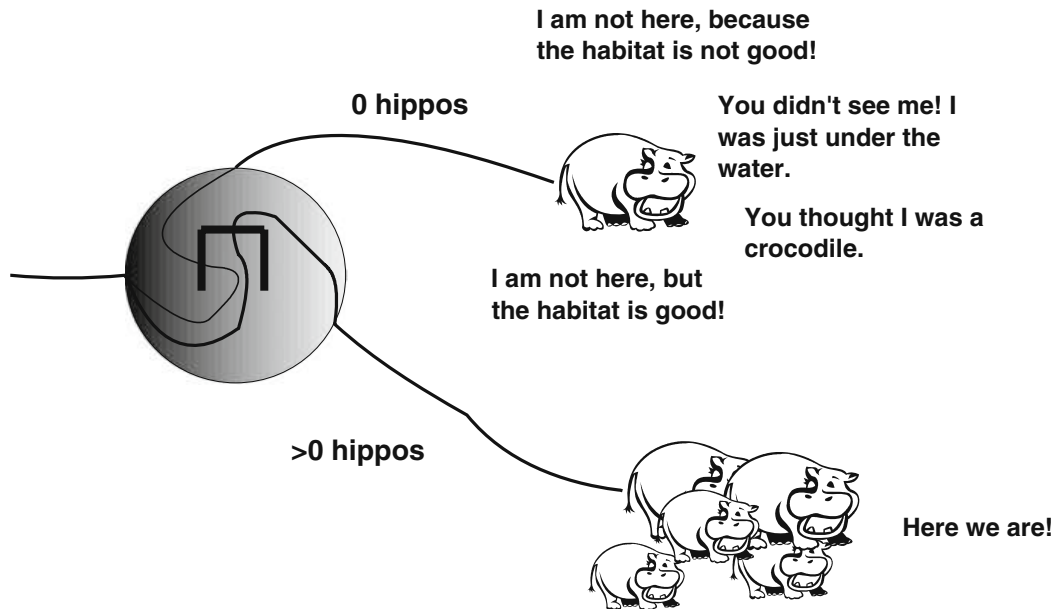 I am not here, because
the habitat is not good!
0 hippos
You didn't see me! I
was just under the
water.
You thought I was a
crocodile.
I am not here, but
the habitat is good!
>0 hippos
Here we are!